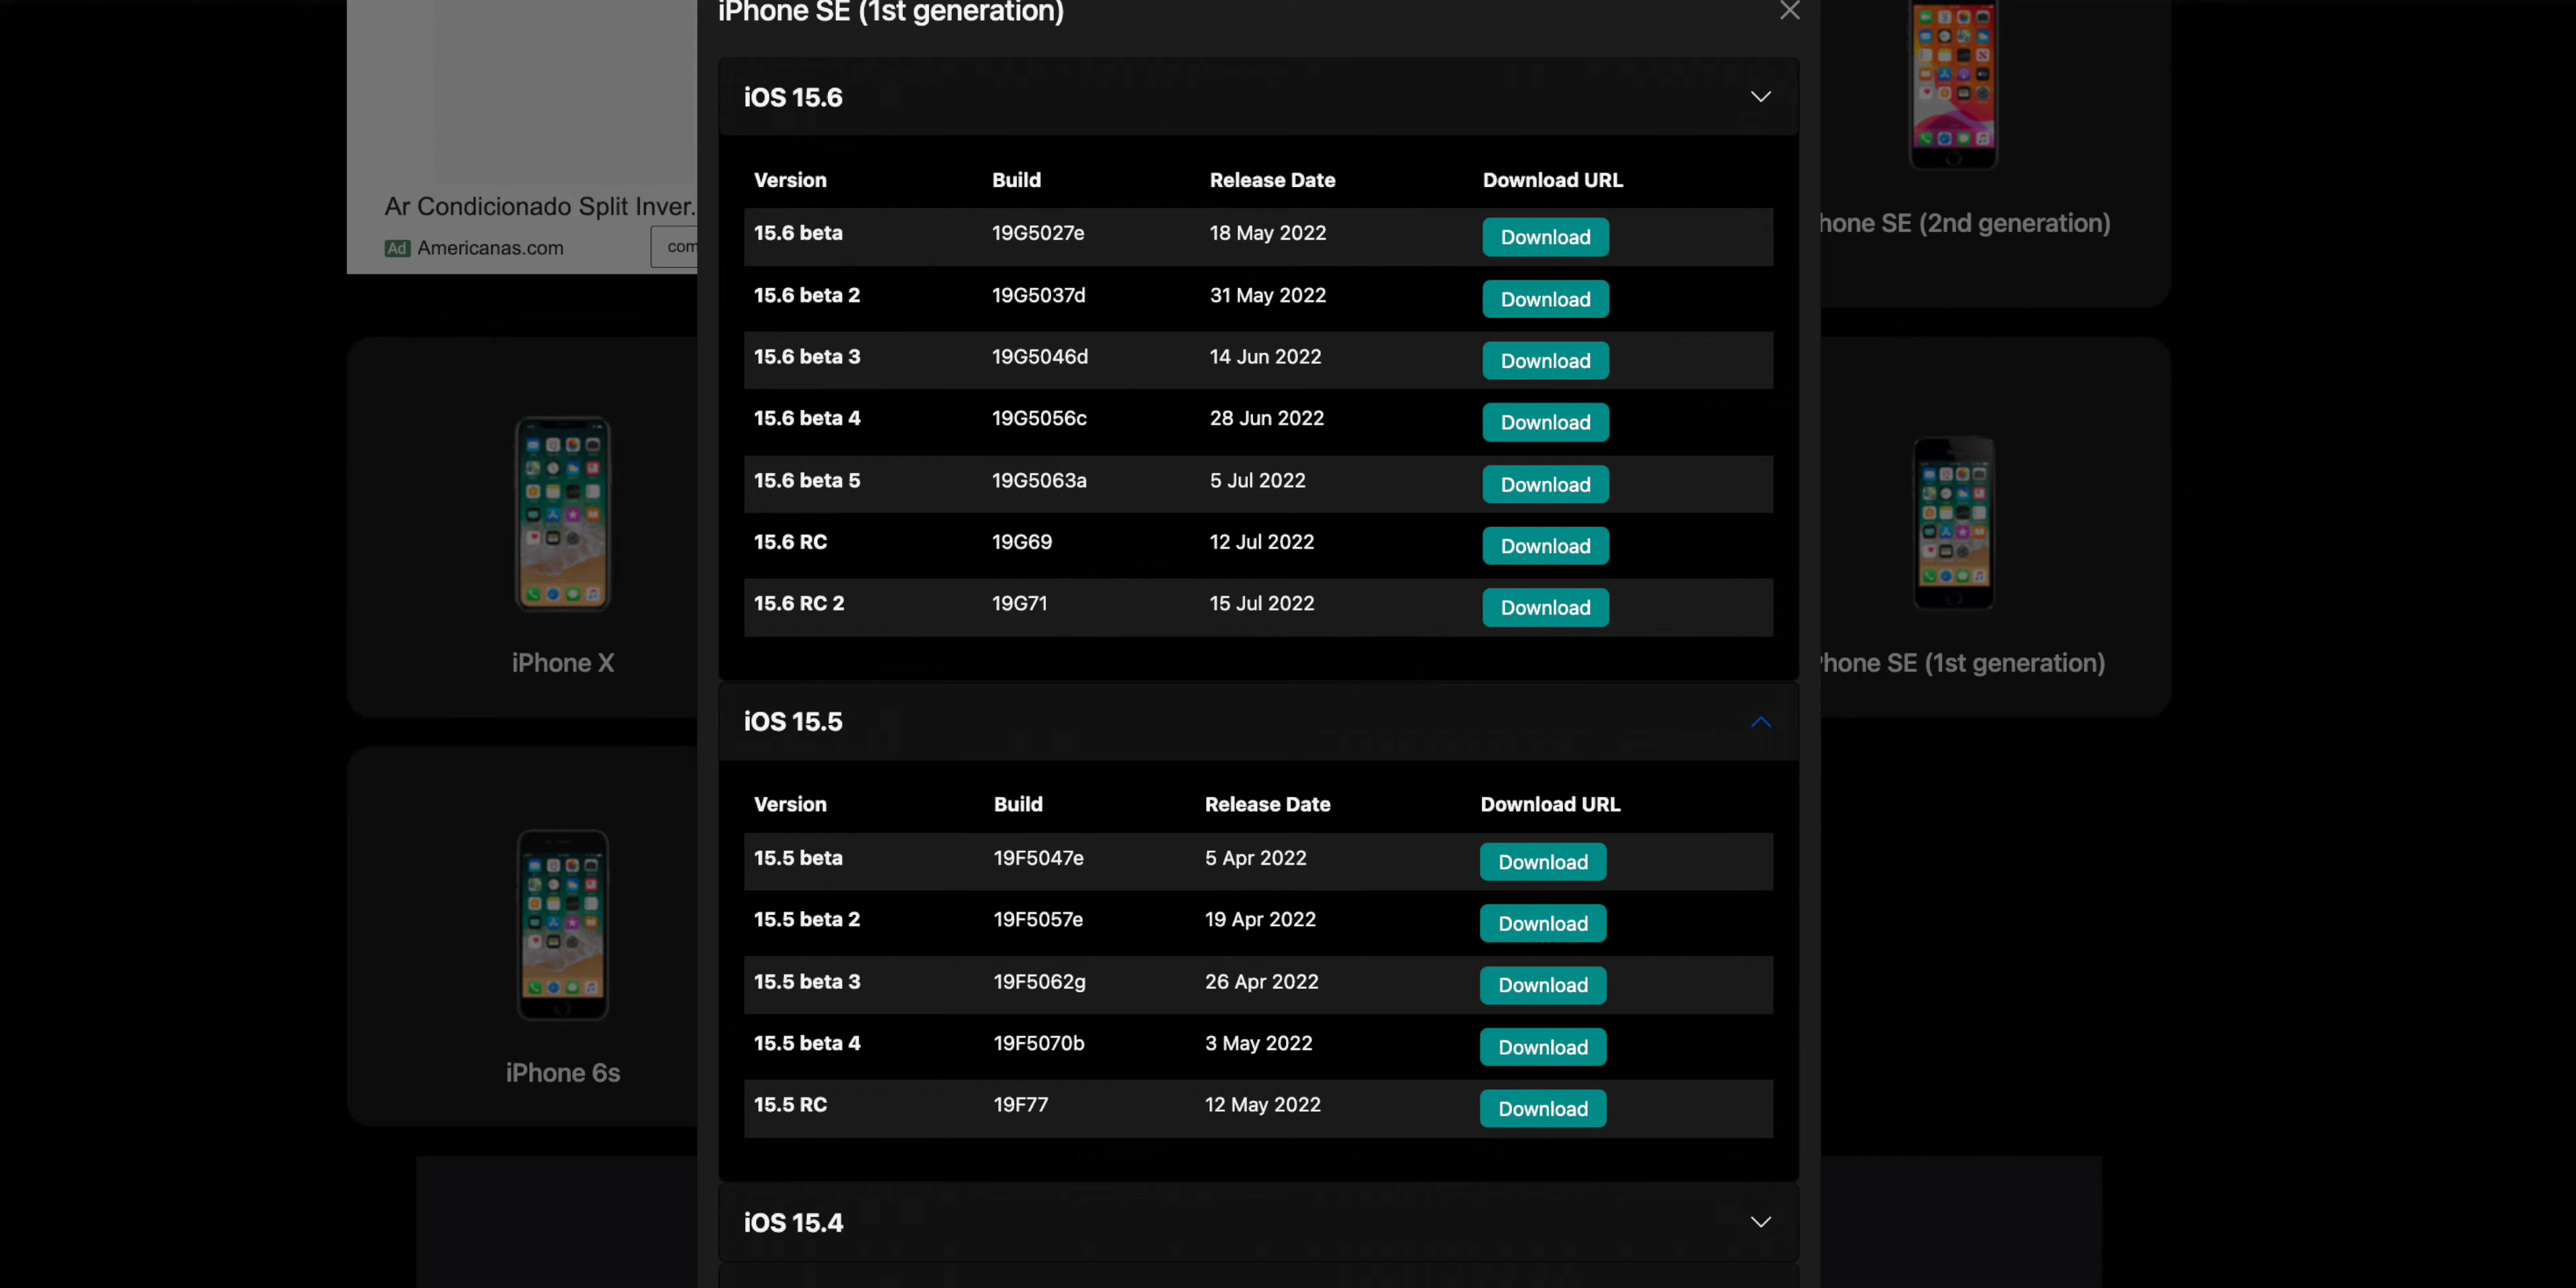 iPhone SE (1st generation)
iOS 15.6
Version Build Release Date Download URL
15.6 beta 19G5027e 18 May 2022 Download
15.6 beta 2 19G5037d 31 May 2022 Download
15.6 beta 3 19G5046d 14 Jun 2022 Download
15.6 beta 4 19G5056c 28 Jun 2022 Download
15.6 beta 5 19G5063a 5 Jul 2022 Download
15.6 RC 19G69 12 Jul 2022 Download
15.6 RC 2 19G71 15 Jul 2022 Download
iOS 15.5
Version Build Release Date Download URL
15.5 beta 19F5047e 5 Apr 2022 Download
15.5 beta 2 19F5057e 19 Apr 2022 Download
15.5 beta 3 19F5062g 26 Apr 2022 Download
15.5 beta 4 19F5070b 3 May 2022 Download
15.5 RC 19F77 12 May 2022 Download
iOS 15.4
Ar Condicionado Split Inver.
Ad Americanas.com com
iPhone X
iPhone 6s
hone SE (2nd generation)
hone SE (1st generation)